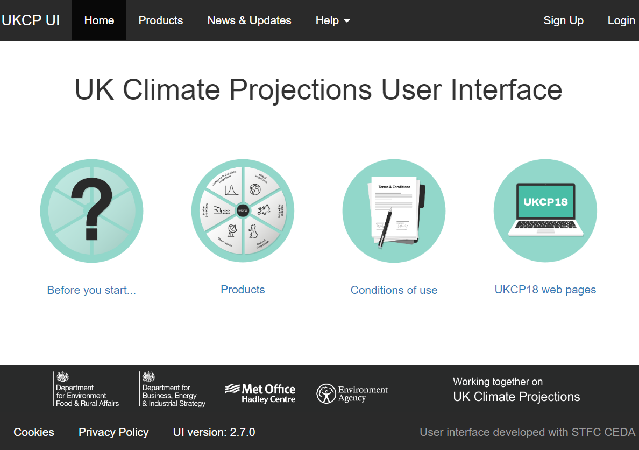 UKCP UI Home Products News & Updates Help Sign Up Login
UK Climate Projections User Interface
Terms & Conditions
UKCP18
Before you start...
Products
Conditions of use
UKCP18 web pages
Department
for Environment
Food & Rural Affairs
Department for
Business, Energy
& Industrial Strategy
Met Office
Hadley Centre
Environment
Agency
Working together on
UK Climate Projections
Cookies Privacy Policy UI version: 2.7.0 User interface developed with STFC CEDA